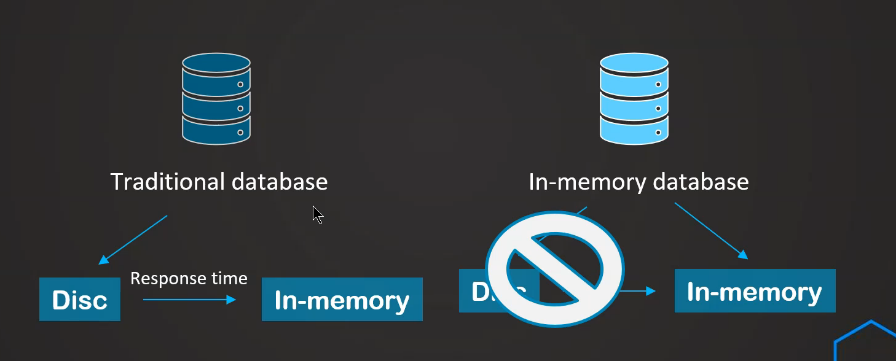 Traditional database
In-memory database
Response time
Disc
In-memory
In-memory